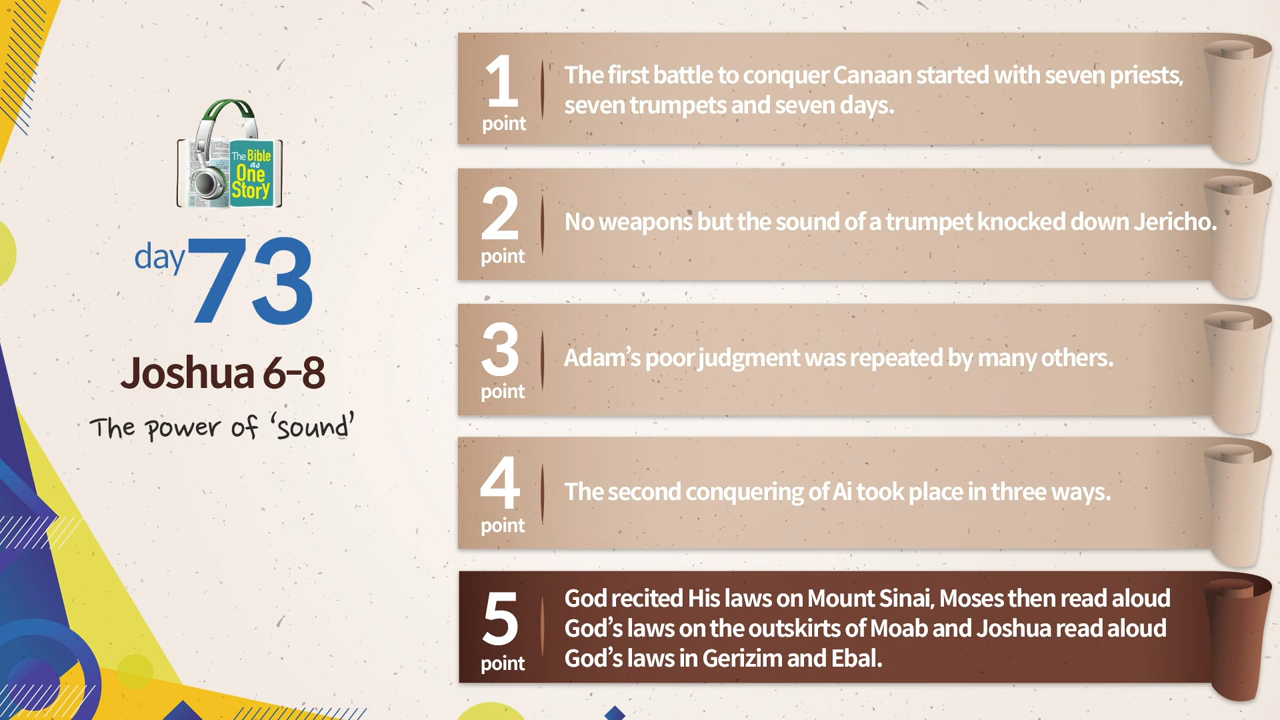 The Bible
as
One
Story
day73
Joshua 6-8
The power of ‘sound’
1
point
The first battle to conquer Canaan started with seven priests,
seven trumpets and seven days.
2
point
No weapons but the sound of a trumpet knocked down Jericho.
3
point
Adam’s poor judgment was repeated by many others.
4
point
The second conquering of Ai took place in three ways.
5
point
God recited His laws on Mount Sinai, Moses then read aloud
God’s laws on the outskirts of Moab and Joshua read aloud
God’s laws in Gerizim and Ebal.